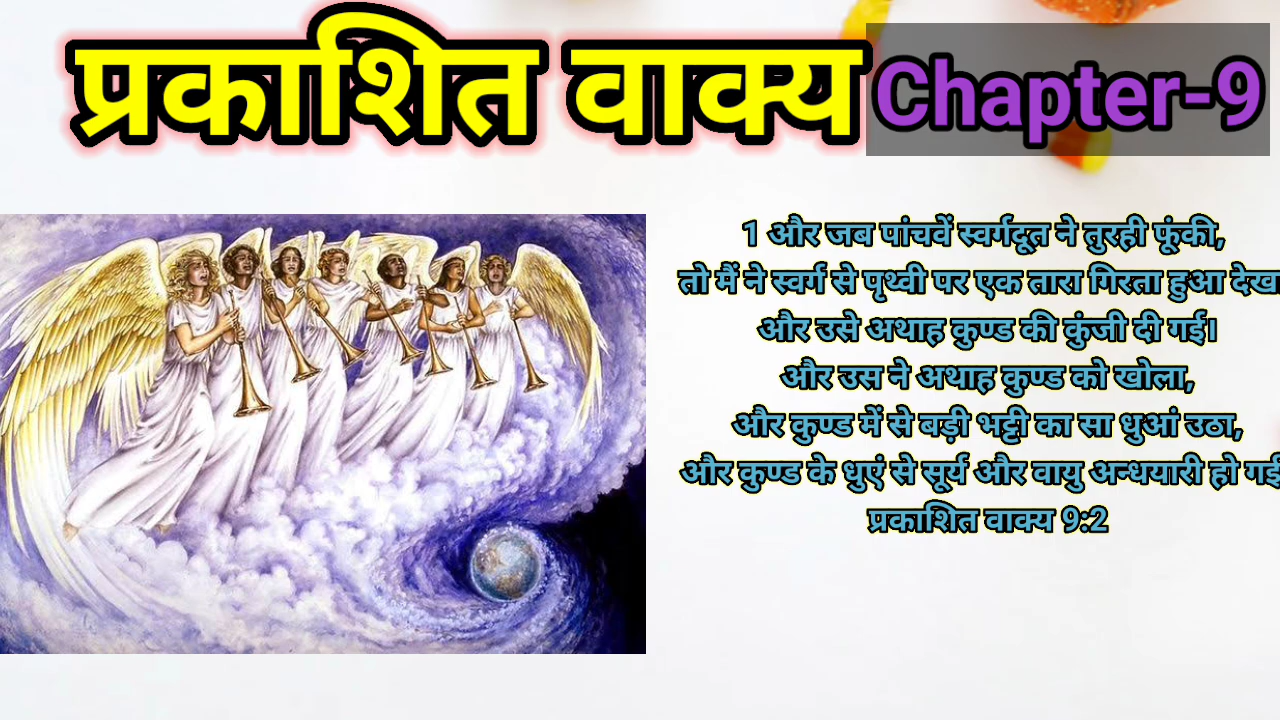 प्रकाशित वाक्य Chapter-9
1 और जब पांचवें स्वर्गदूत ने तुरही फूंकी,
तो मैं ने स्वर्ग से पृथ्वी पर एक तारा गिरता हुआ देखा
और उसे अथाह कुण्ड की कुंजी दी गई।
और उस ने अथाह कुण्ड को खोला,
और कुण्ड में से बड़ी भट्टी का सा धुआं उठा,
और कुण्ड के धुएं से सूर्य और वायु अन्धयारी हो गई
प्रकाशित वाक्य 9:2